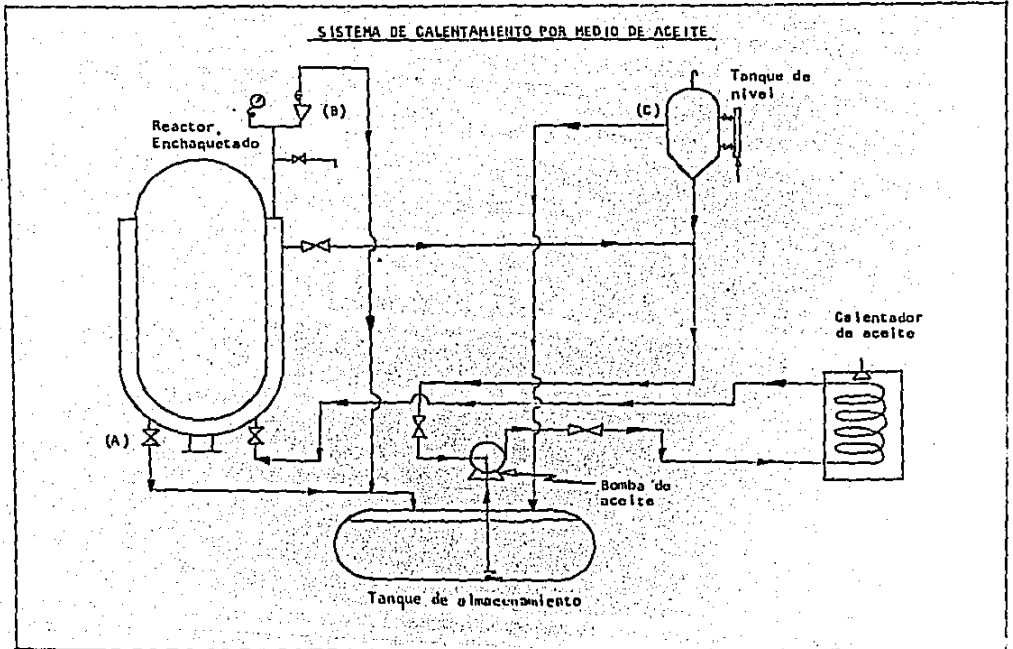 SISTEMA DE CALENTAMIENTO POR MEDIO DE ACEITE
Tanque de
nivel
(C)
(B)
Reactor,
Enchaquetado
Calentador
de aceite
(A)
Bomba de
aceite
Tanque de almacenamiento